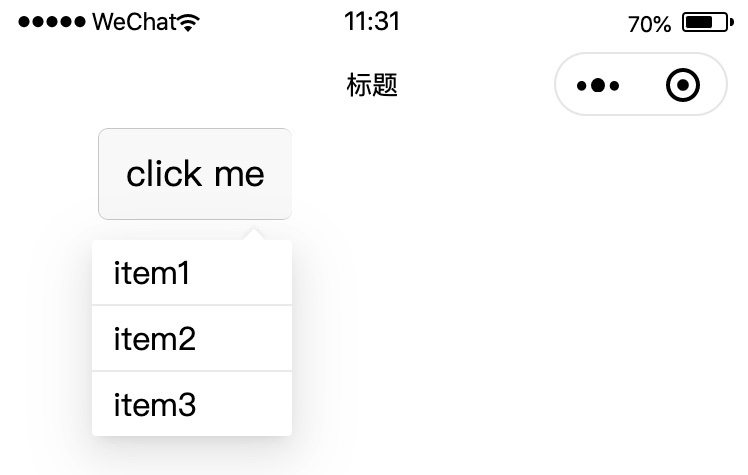 ●●●●● WeChat 11:31 70%
标题
click me
item1
item2
item3